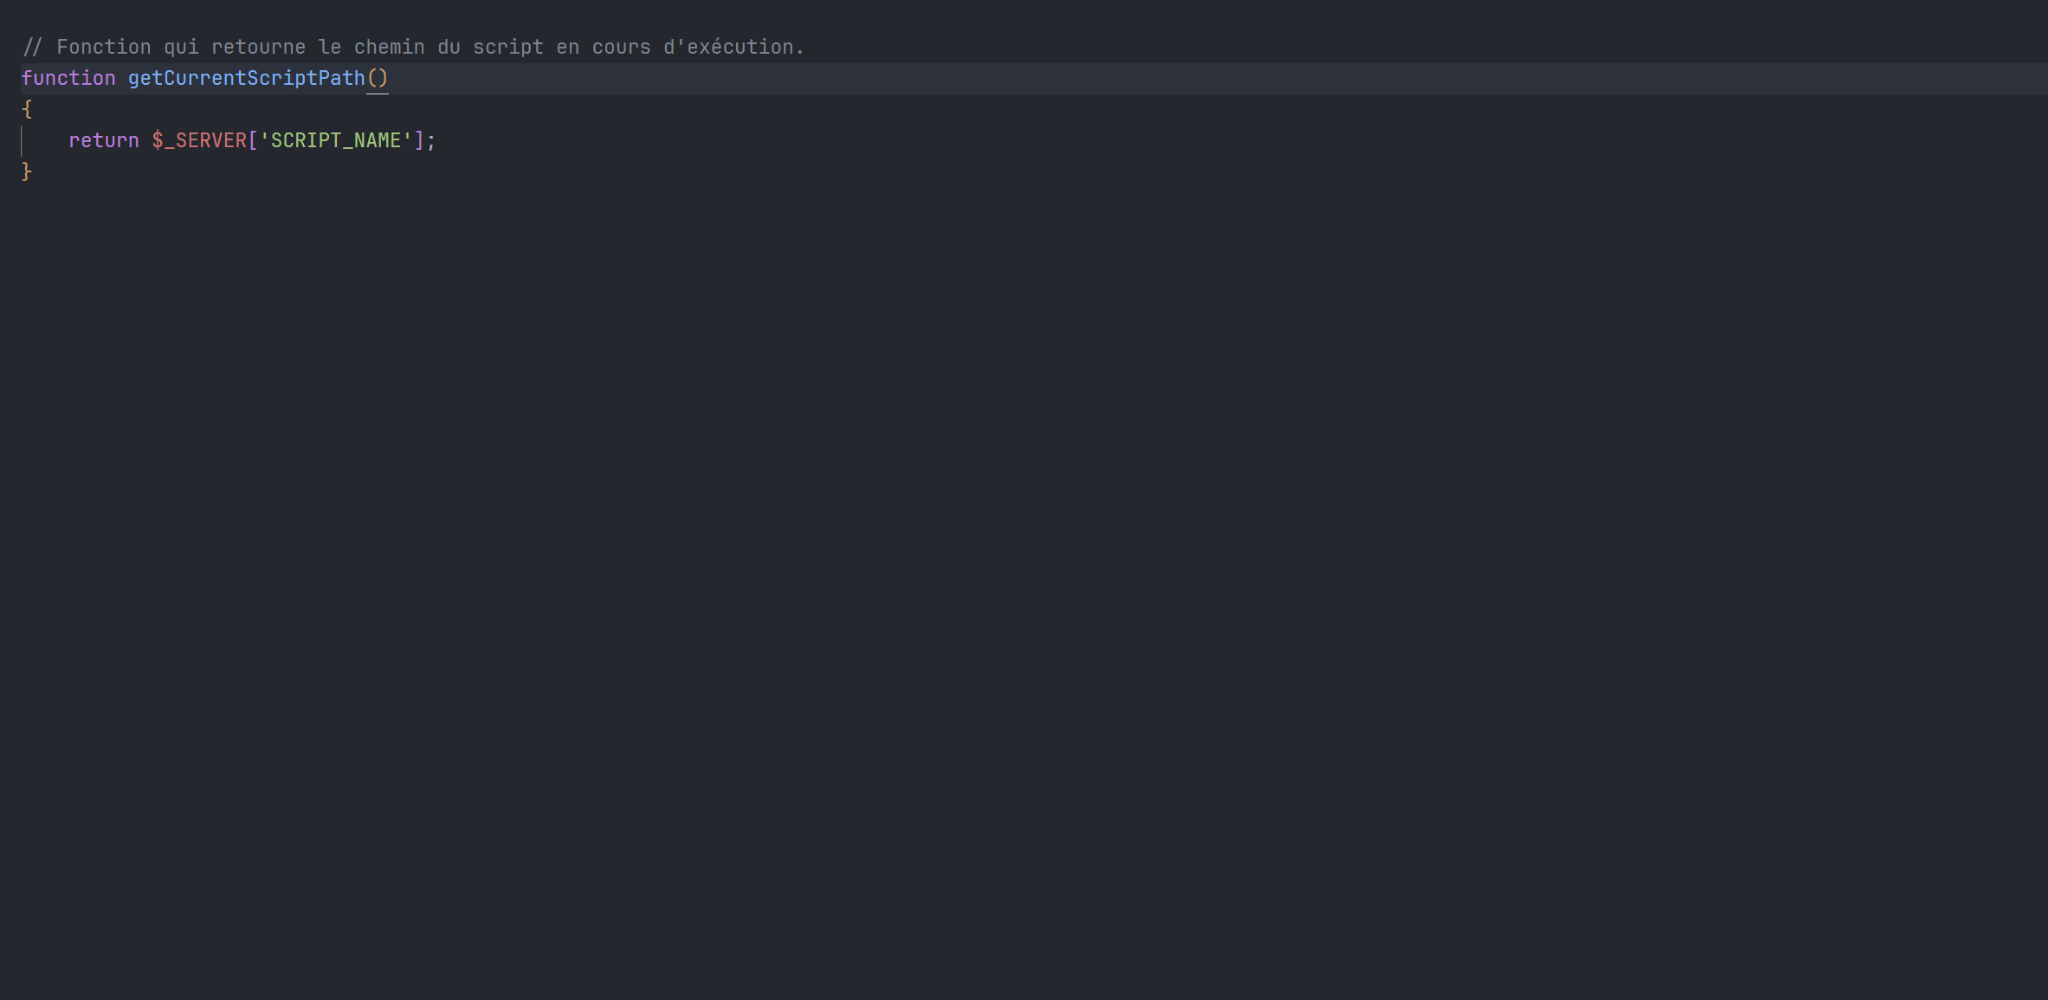 // Fonction qui retourne le chemin du script en cours d'exécution.
function getCurrentScriptPath()
{
    return $_SERVER['SCRIPT_NAME'];
}